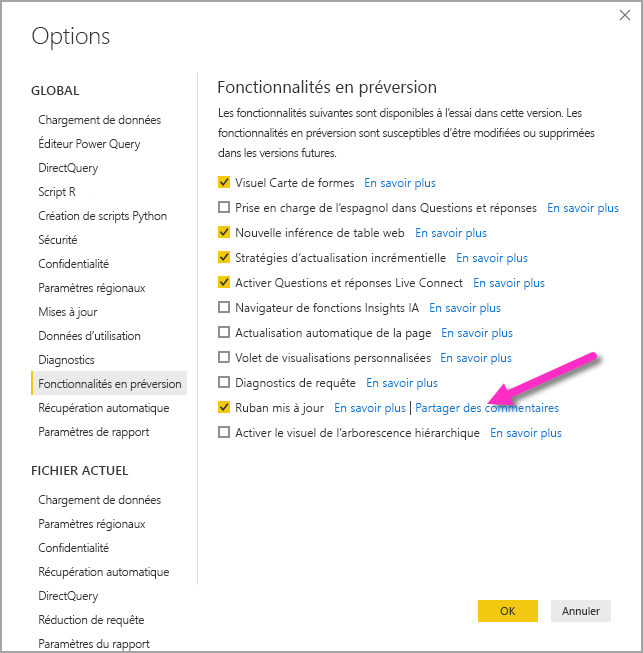 Options
GLOBAL
Chargement de données
Éditeur Power Query
DirectQuery
Script R
Création de scripts Python
Sécurité
Confidentialité
Paramètres régionaux
Mises à jour
Données d'utilisation
Diagnostics
Fonctionnalités en préversion
Récupération automatique
Paramètres de rapport
FICHIER ACTUEL
Chargement de données
Paramètres régionaux
Confidentialité
Récupération automatique
DirectQuery
Réduction de requête
Paramètres du rapport
Fonctionnalités en préversion
Les fonctionnalités suivantes sont disponibles à l'essai dans cette version. Les
fonctionnalités en préversion sont susceptibles d'être modifiées ou supprimées
dans les versions futures.
Visuel Carte de formes En savoir plus
Prise en charge de l'espagnol dans Questions et réponses En savoir plus
Nouvelle inférence de table web En savoir plus
Stratégies d'actualisation incrémentielle En savoir plus
Activer Questions et réponses Live Connect En savoir plus
Navigateur de fonctions Insights IA En savoir plus
Actualisation automatique de la page En savoir plus
Volet de visualisations personnalisées En savoir plus
Diagnostics de requête En savoir plus
Ruban mis à jour En savoir plus | Partager des commentaires
Activer le visuel de l'arborescence hiérarchique En savoir plus
OK
Annuler